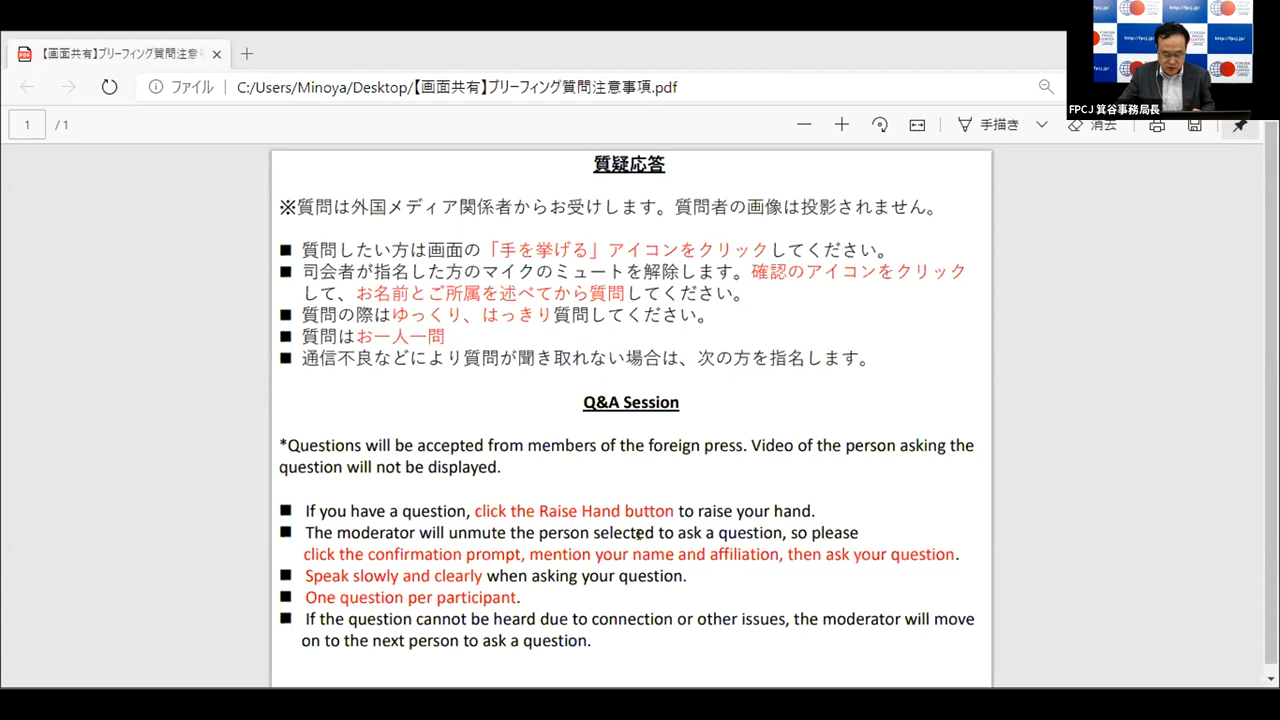 【画面共有】ブリーフィング質問注意
ファイル
C:/Users/Minoya/Desktop/【画面共有】ブリーフィング質問注意事項.pdf
1 / 1
手描き
消去
http://fpcj.jp/
FOREIGN PRESS CENTER JAPAN
FPCJ 箕谷事務局長
質疑応答
※質問は外国メディア関係者からお受けします。質問者の画像は投影されません。
■ 質問したい方は画面の「手を挙げる」アイコンをクリックしてください。
■ 司会者が指名した方のマイクのミュートを解除します。確認のアイコンをクリック
して、お名前とご所属を述べてから質問してください。
■ 質問の際はゆっくり、はっきり質問してください。
■ 質問はお一人一問
■ 通信不良などにより質問が聞き取れない場合は、次の方を指名します。
Q&A Session
*Questions will be accepted from members of the foreign press. Video of the person asking the
question will not be displayed.
■ If you have a question, click the Raise Hand button to raise your hand.
■ The moderator will unmute the person selected to ask a question, so please
click the confirmation prompt, mention your name and affiliation, then ask your question.
■ Speak slowly and clearly when asking your question.
■ One question per participant.
■ If the question cannot be heard due to connection or other issues, the moderator will move
on to the next person to ask a question.